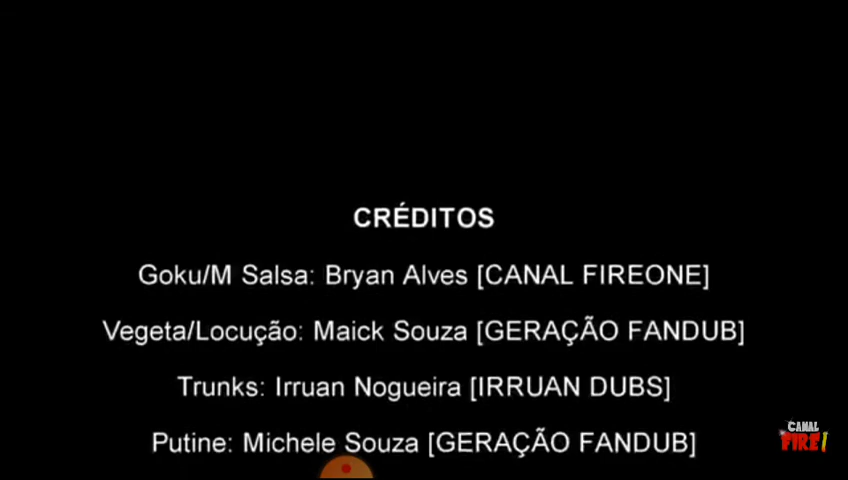 CRÉDITOS
Goku/M Salsa: Bryan Alves [CANAL FIREONE]
Vegeta/Locução: Maick Souza [GERAÇÃO FANDUB]
Trunks: Irruan Nogueira [IRRUAN DUBS]
Putine: Michele Souza [GERAÇÃO FANDUB]
CANAL
FIRE!